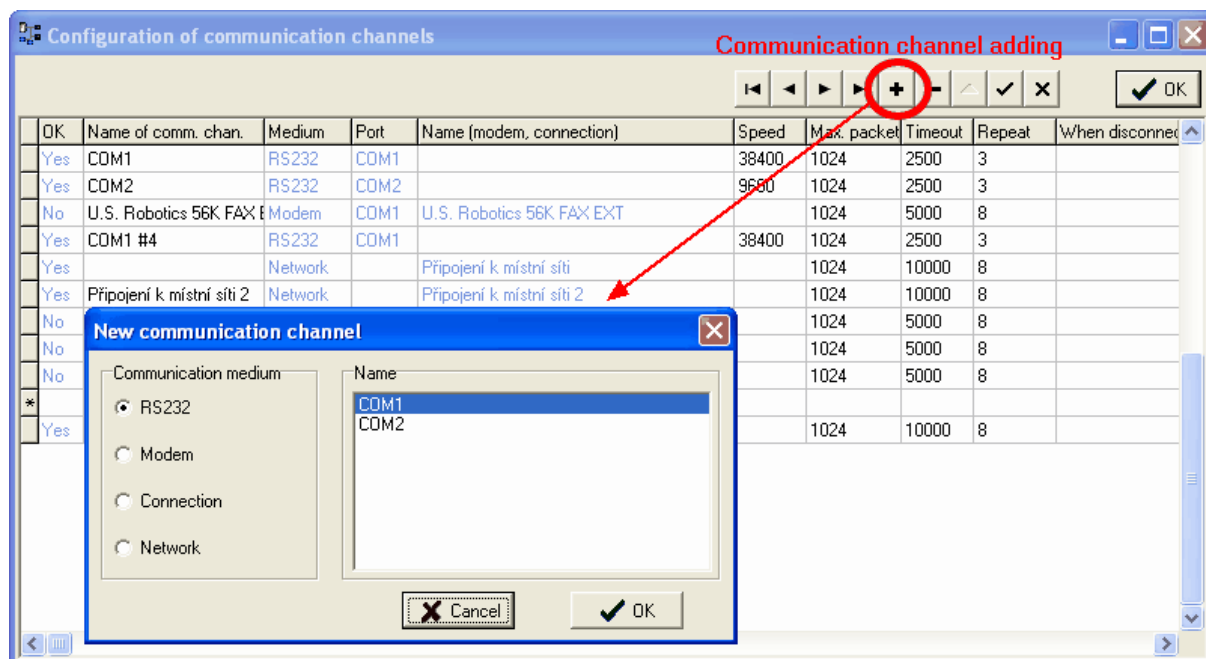 Configuration of communication channels
Communication channel adding
OK
OK Name of comm. chan. Medium Port Name (modem, connection) Speed Max. packet Timeout Repeat When disconnec
Yes COM1 RS232 COM1 38400 1024 2500 3
Yes COM2 RS232 COM2 9600 1024 2500 3
No U.S. Robotics 56K FAX E Modem COM1 U.S. Robotics 56K FAX EXT 1024 5000 8
Yes COM1 #4 RS232 COM1 38400 1024 2500 3
Yes Network Připojení k místní síti 1024 10000 8
Yes Připojení k místní síti 2 Network Připojení k místní síti 2 1024 10000 8
No 1024 5000 8
No 1024 5000 8
No 1024 5000 8
*
Yes 1024 10000 8
New communication channel
Communication medium
RS232
Modem
Connection
Network
Name
COM1
COM2
Cancel
OK